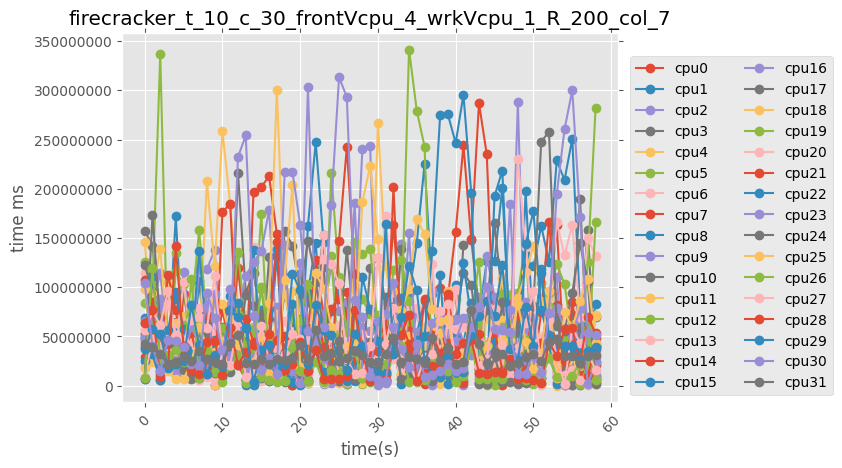 firecracker_t_10_c_30_frontVcpu_4_wrkVcpu_1_R_200_col_7
350000000
300000000
250000000
200000000
150000000
100000000
50000000
0
time ms
0 10 20 30 40 50 60
time(s)
cpu0 cpu16
cpu1 cpu17
cpu2 cpu18
cpu3 cpu19
cpu4 cpu20
cpu5 cpu21
cpu6 cpu22
cpu7 cpu23
cpu8 cpu24
cpu9 cpu25
cpu10 cpu26
cpu11 cpu27
cpu12 cpu28
cpu13 cpu29
cpu14 cpu30
cpu15 cpu31